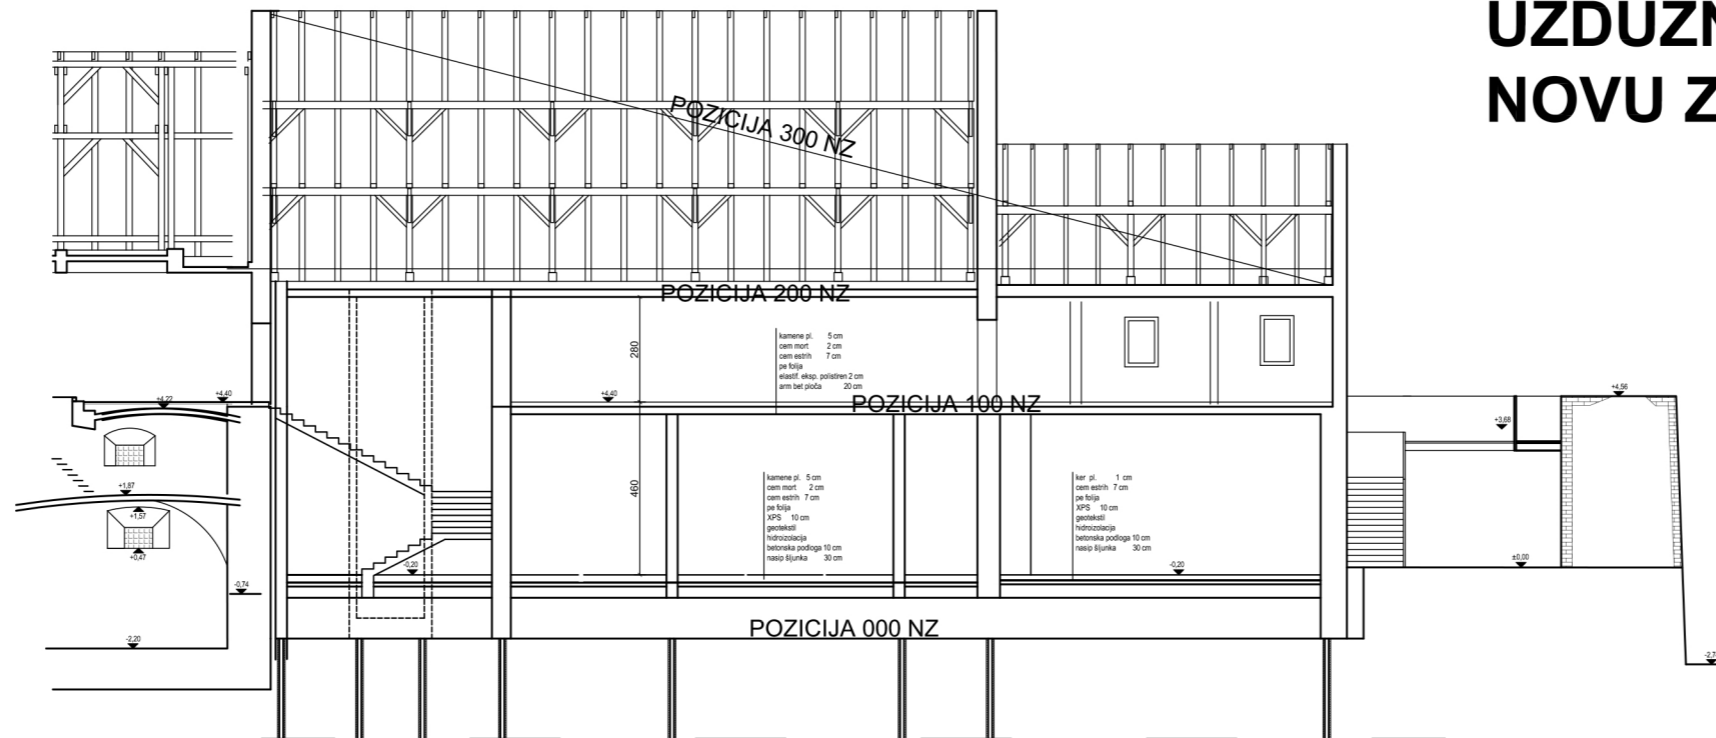 UZDUZN
NOVU Z
POZICIJA 300 NZ
POZICIJA 200 NZ
kamene pl. 5 cm
cem mort 2 cm
cem estrih 7 cm
pe folija
elastif. eksp. polistiren 2 cm
arm bet ploča 20 cm
280
+4,22
+4,40
+4,40
POZICIJA 100 NZ
+4,56
+3,68
460
kamene pl. 5 cm
cem mort 2 cm
cem estrih 7 cm
pe folija
XPS 10 cm
geotekstil
hidroizolacija
betonska podloga 10 cm
nasip šljunka 30 cm
ker pl. 1 cm
cem estrih 7 cm
pe folija
XPS 10 cm
geotekstil
hidroizolacija
betonska podloga 10 cm
nasip šljunka 30 cm
+1,87
+1,57
+0,47
-0,20
-0,20
±0,00
-0,74
POZICIJA 000 NZ
-2,20